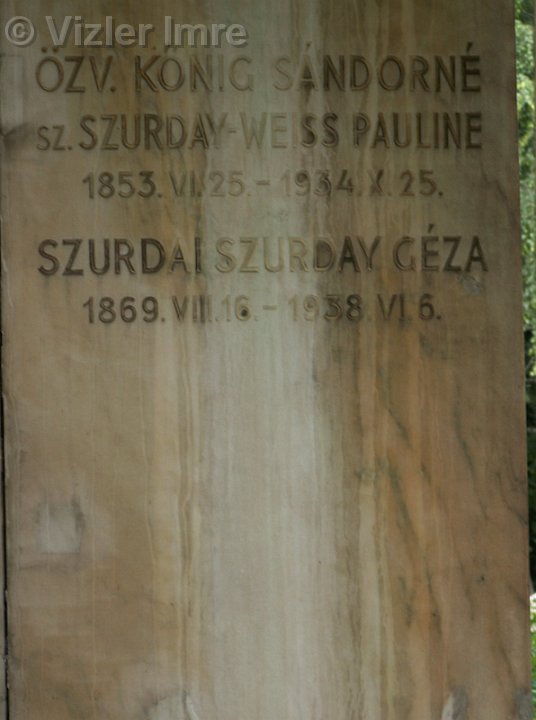 © Vizler Imre
ÖZV. KŐNIG SÁNDORNÉ
SZ. SZURDAY-WEISS PAULINE
1853. VI. 25. - 1934. X. 25.
SZURDAI SZURDAY GÉZA
1869. VIII. 16. - 1938. VI. 6.